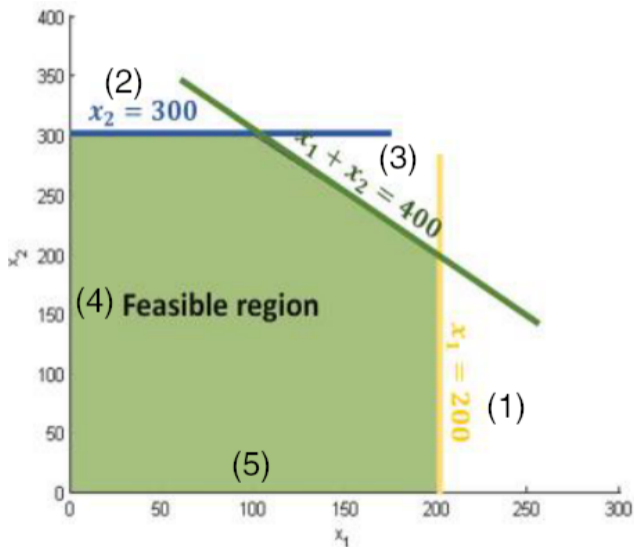 400
350
(2)
x₂ = 300
300
(3)
x₁ + x₂ = 400
250
200
x₂
(4) Feasible region
150
x₁ = 200
100
(1)
50
(5)
0
0 50 100 150 200 250 300
x₁